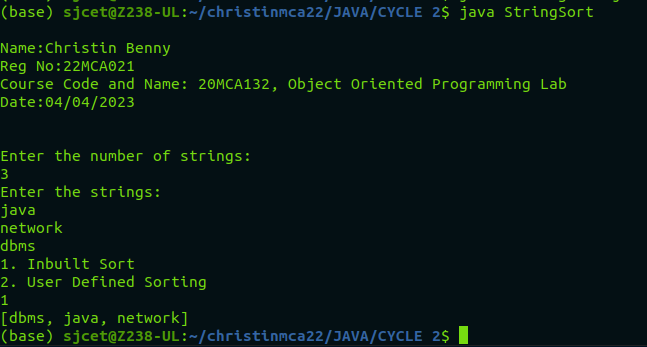 (base) sjcet@Z238-UL:~/christinmca22/JAVA/CYCLE 2$ java StringSort
Name:Christin Benny
Reg No:22MCA021
Course Code and Name: 20MCA132, Object Oriented Programming Lab
Date:04/04/2023
Enter the number of strings:
3
Enter the strings:
java
network
dbms
1. Inbuilt Sort
2. User Defined Sorting
1
[dbms, java, network]
(base) sjcet@Z238-UL:~/christinmca22/JAVA/CYCLE 2$